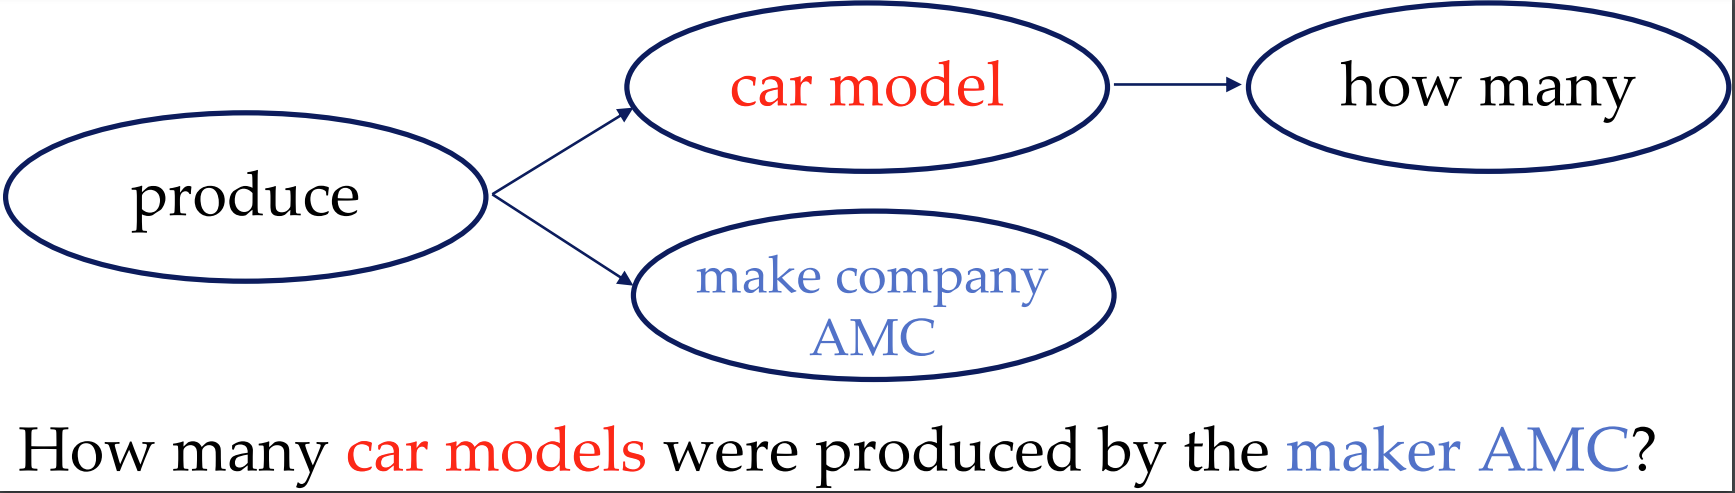 car model
how many
produce
make company
AMC
How many car models were produced by the maker AMC?